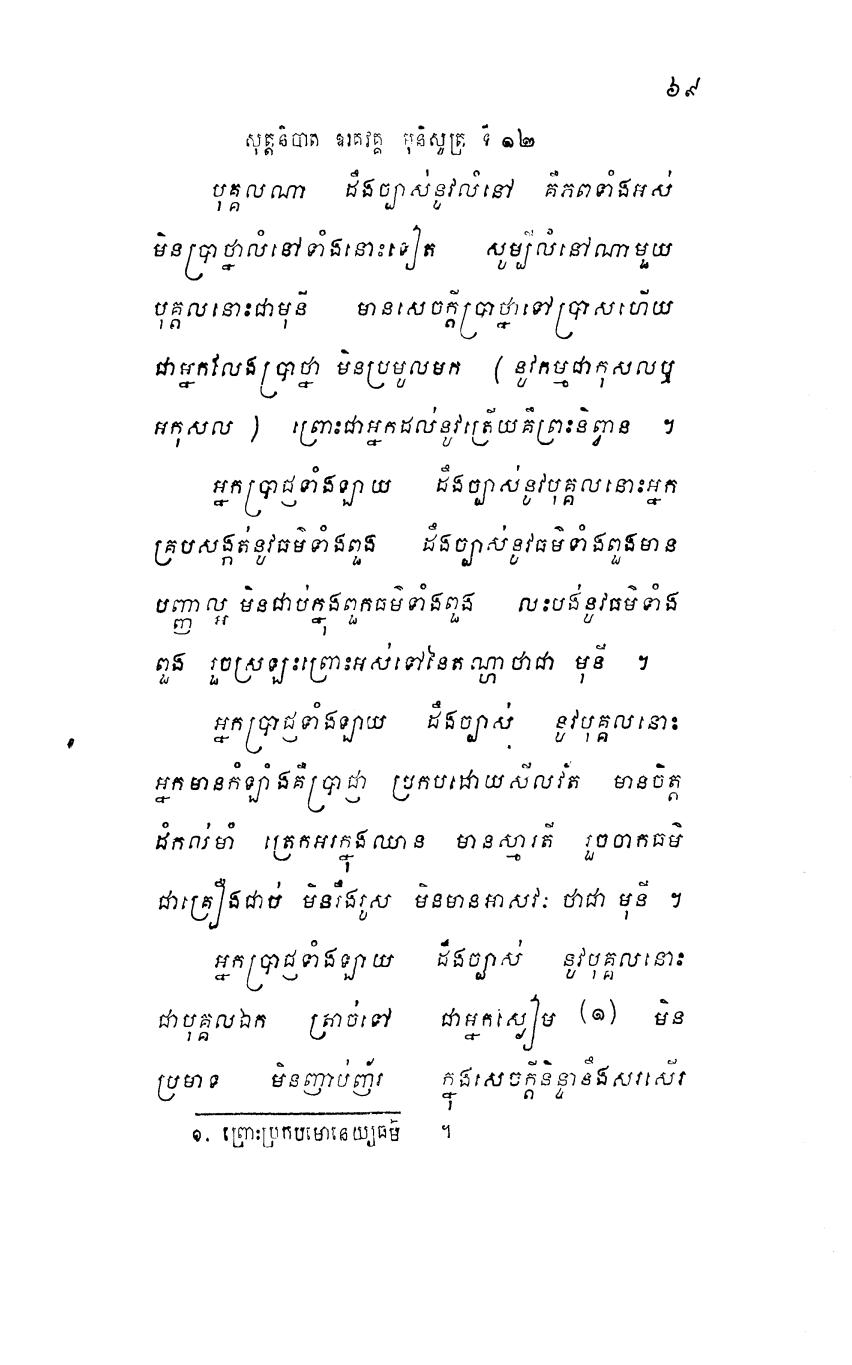 ៦៩
សុត្តនិបាត ឧរគវគ្គ មុនិសូត្រ ទី ១២
បុគ្គលណា ដឹងច្បាស់នូវលំនៅ គឺភពទាំងអស់
មិនប្រាថ្នាលំនៅទាំងនោះទៀត សូម្បីលំនៅណាមួយ
បុគ្គលនោះជាមុនី មានសេចក្តីប្រាថ្នាទៅប្រាសហើយ
ជាអ្នកលែងប្រាថ្នា មិនប្រមូលមក ( នូវកម្មជាកុសលឬ
អកុសល ) ព្រោះជាអ្នកដល់នូវត្រើយគឺព្រះនិព្វាន ។
អ្នកប្រាជ្ញទាំងឡាយ ដឹងច្បាស់នូវបុគ្គលនោះអ្នក
គ្របសង្កត់នូវធម៌ទាំងពួង ដឹងច្បាស់នូវធម៌ទាំងពួងមាន
បញ្ញាល្អ មិនជាប់ក្នុងពួកធម៌ទាំងពួង លះបង់នូវធម៌ទាំង
ពួង រួចស្រឡះព្រោះអស់ទៅនៃតណ្ហាថាជា មុនី ។
អ្នកប្រាជ្ញទាំងឡាយ ដឹងច្បាស់ នូវបុគ្គលនោះ
អ្នកមានកំឡាំងគឺប្រាជ្ញា ប្រកបដោយសីលវ័ត មានចិត្ត
ដំកល់មាំ ត្រេកអរក្នុងឈាន មានស្មារតី រួចចាកធម៌
ជាគ្រឿងជាប់ មិនរឹងរូស មិនមានអាសវៈ ថាជា មុនី ។
អ្នកប្រាជ្ញទាំងឡាយ ដឹងច្បាស់ នូវបុគ្គលនោះ
ជាបុគ្គលឯក ត្រាច់ទៅ ជាអ្នកស្ងៀម (១) មិន
ប្រមាទ មិនញាប់ញ័រ ក្នុងសេចក្តីនិន្ទានឹងសរសើរ
១. ព្រោះប្រកបមោនេយ្យធម៌ ។